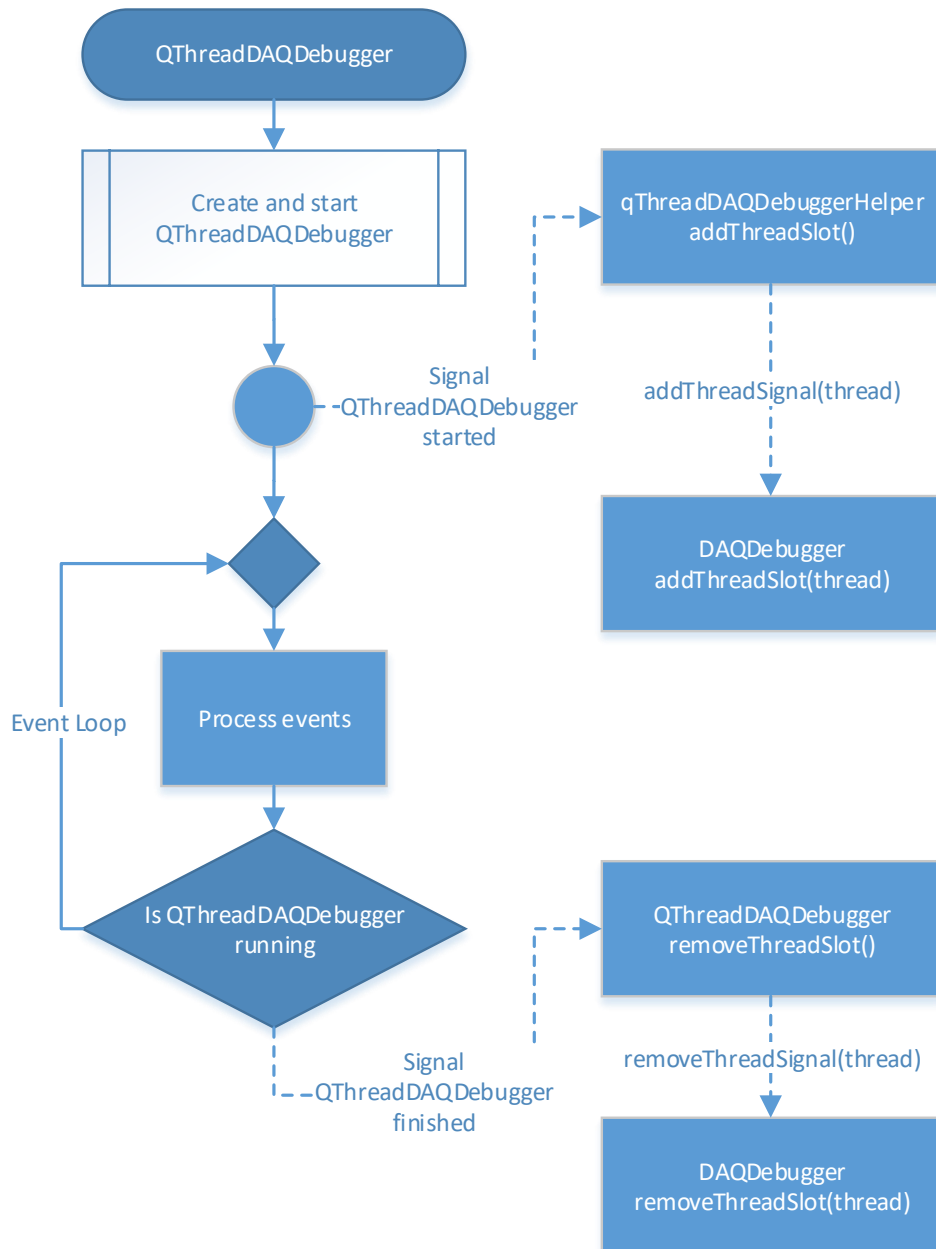 QThreadDAQDebugger
Create and start
QThreadDAQDebugger
qThreadDAQDebuggerHelper
addThreadSlot()
Signal
QThreadDAQDebugger
started
addThreadSignal(thread)
DAQDebugger
addThreadSlot(thread)
Process events
Event Loop
Is QThreadDAQDebugger
running
QThreadDAQDebugger
removeThreadSlot()
Signal
QThreadDAQDebugger
finished
removeThreadSignal(thread)
DAQDebugger
removeThreadSlot(thread)